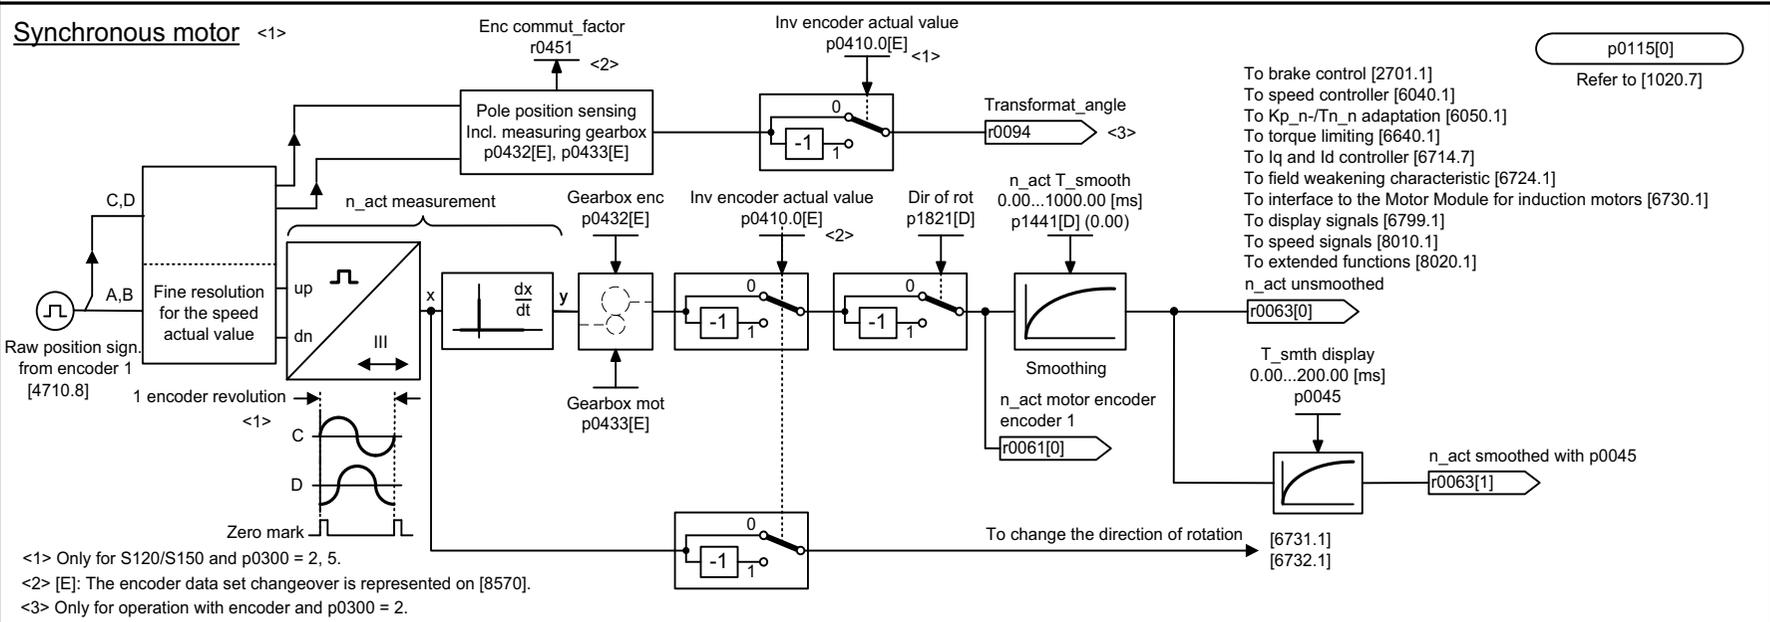 Synchronous motor <1>
Enc commut_factor
r0451
<2>
Inv encoder actual value
p0410.0[E]
<1>
p0115[0]
Refer to [1020.7]
Pole position sensing
Incl. measuring gearbox
p0432[E], p0433[E]
0
-1
1
Transformat_angle
r0094
<3>
To brake control [2701.1]
To speed controller [6040.1]
To Kp_n-/Tn_n adaptation [6050.1]
To torque limiting [6640.1]
To Iq and Id controller [6714.7]
To field weakening characteristic [6724.1]
To interface to the Motor Module for induction motors [6730.1]
To display signals [6799.1]
To speed signals [8010.1]
To extended functions [8020.1]
n_act unsmoothed
r0063[0]
C,D
A,B
Raw position sign.
from encoder 1
[4710.8]
Fine resolution
for the speed
actual value
n_act measurement
up
dn
III
x
dx
dt
y
Gearbox enc
p0432[E]
Gearbox mot
p0433[E]
Inv encoder actual value
p0410.0[E]
<2>
0
-1
1
Dir of rot
p1821[D]
0
-1
1
n_act T_smooth
0.00...1000.00 [ms]
p1441[D] (0.00)
Smoothing
n_act motor encoder
encoder 1
r0061[0]
T_smth display
0.00...200.00 [ms]
p0045
n_act smoothed with p0045
r0063[1]
1 encoder revolution
<1>
C
D
Zero mark
0
-1
1
To change the direction of rotation
[6731.1]
[6732.1]
<1> Only for S120/S150 and p0300 = 2, 5.
<2> [E]: The encoder data set changeover is represented on [8570].
<3> Only for operation with encoder and p0300 = 2.